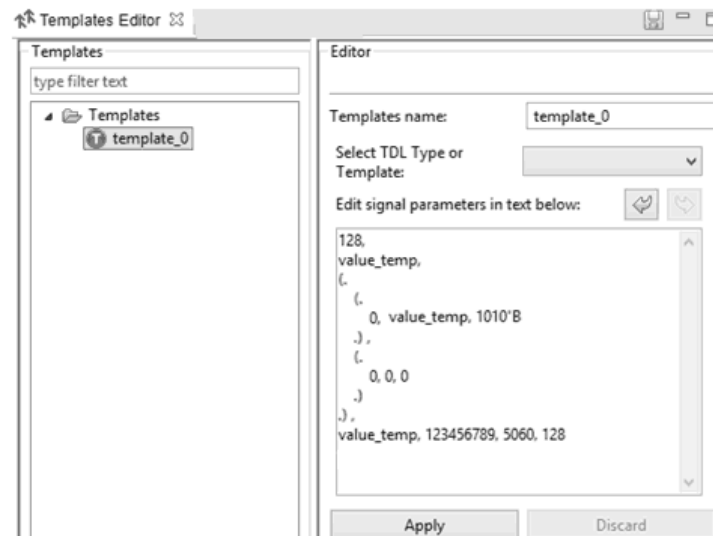 Templates Editor
Templates
type filter text
Templates
template_0
Editor
Templates name:
template_0
Select TDL Type or
Template:
Edit signal parameters in text below:
128,
value_temp,
(.
(.
0, value_temp, 1010'B
.) ,
(.
0, 0, 0
.)
.) ,
value_temp, 123456789, 5060, 128
Apply
Discard